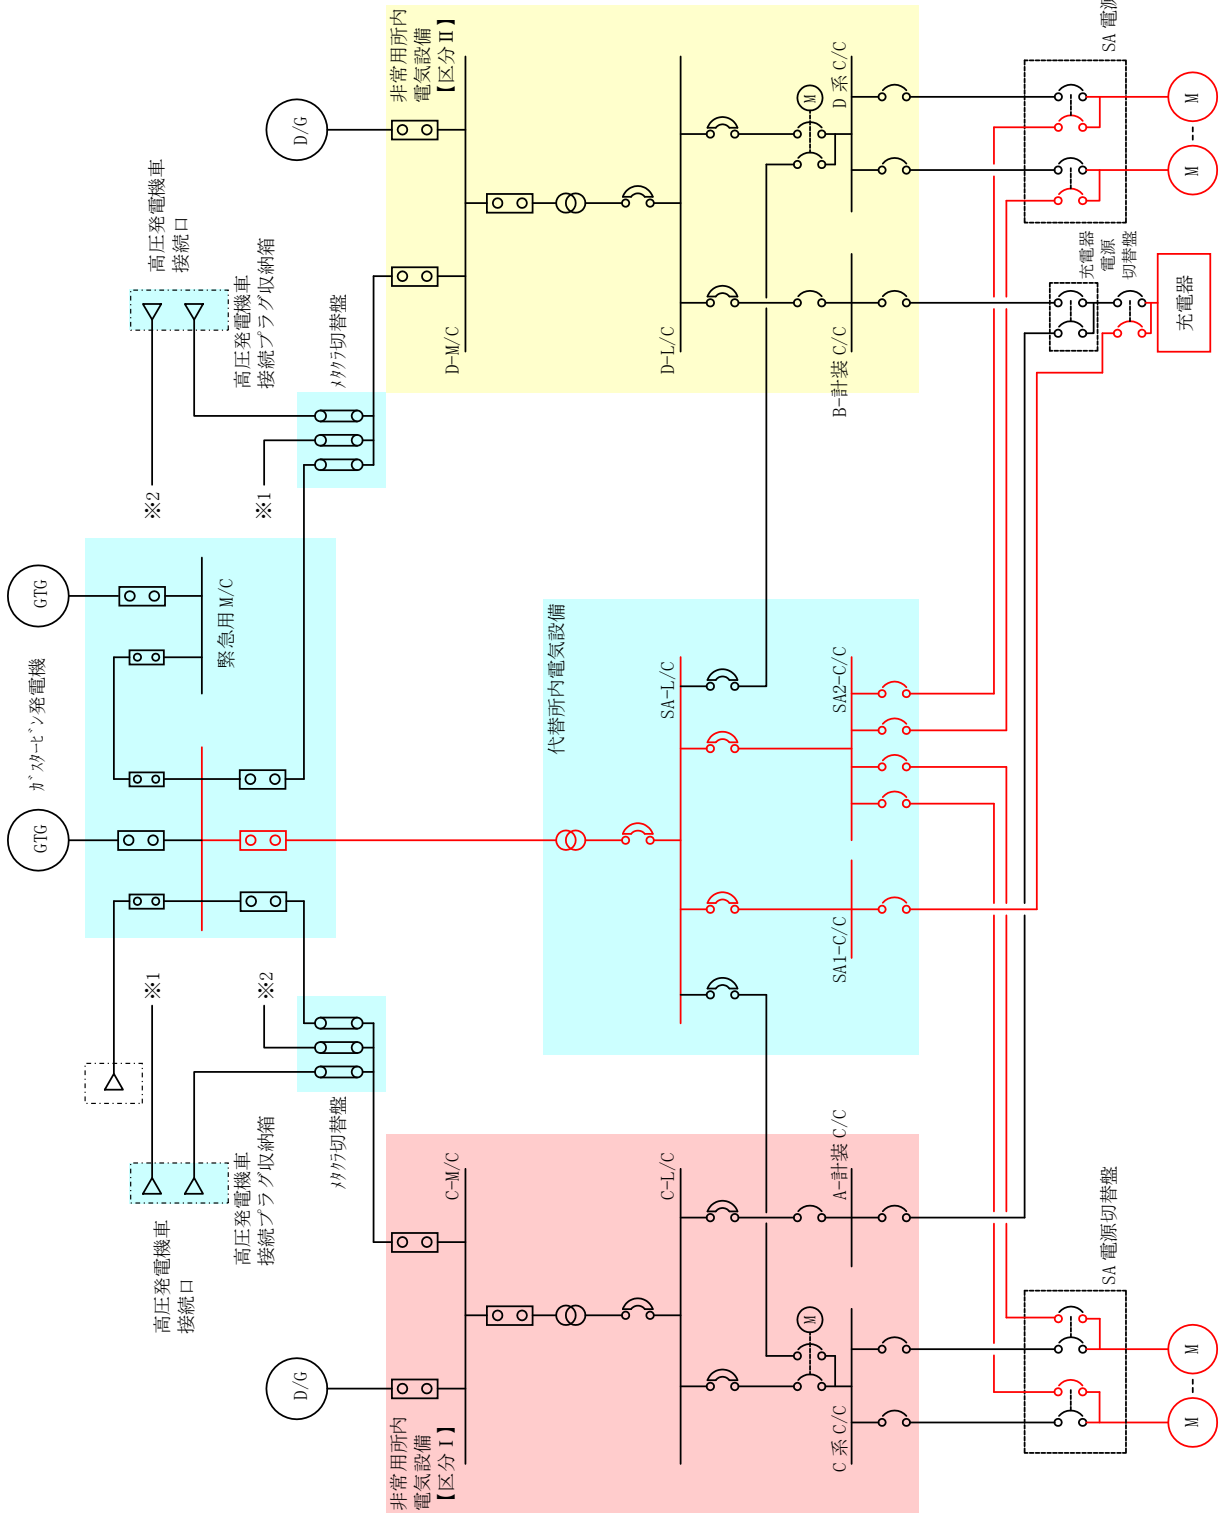 SA 電源
非常用所内
電気設備
【区分Ⅱ】
D/G
M
D 系 C/C
M
M
高圧発電機車
接続口
高圧発電機車
接続プラグ収納箱
ﾒﾀｸﾗ切替盤
D-M/C
D-L/C
B-計装 C/C
充電器
電源
切替盤
充電器
※2
※1
GTG
緊急用 M/C
ｶﾞｽﾀｰﾋﾞﾝ発電機
GTG
代替所内電気設備
SA-L/C
SA2-C/C
SA1-C/C
※1
※2
高圧発電機車
接続口
高圧発電機車
接続プラグ収納箱
ﾒﾀｸﾗ切替盤
C-M/C
C-L/C
A-計装 C/C
SA 電源切替盤
D/G
非常用所内
電気設備
【区分Ⅰ】
M
C 系 C/C
M
M